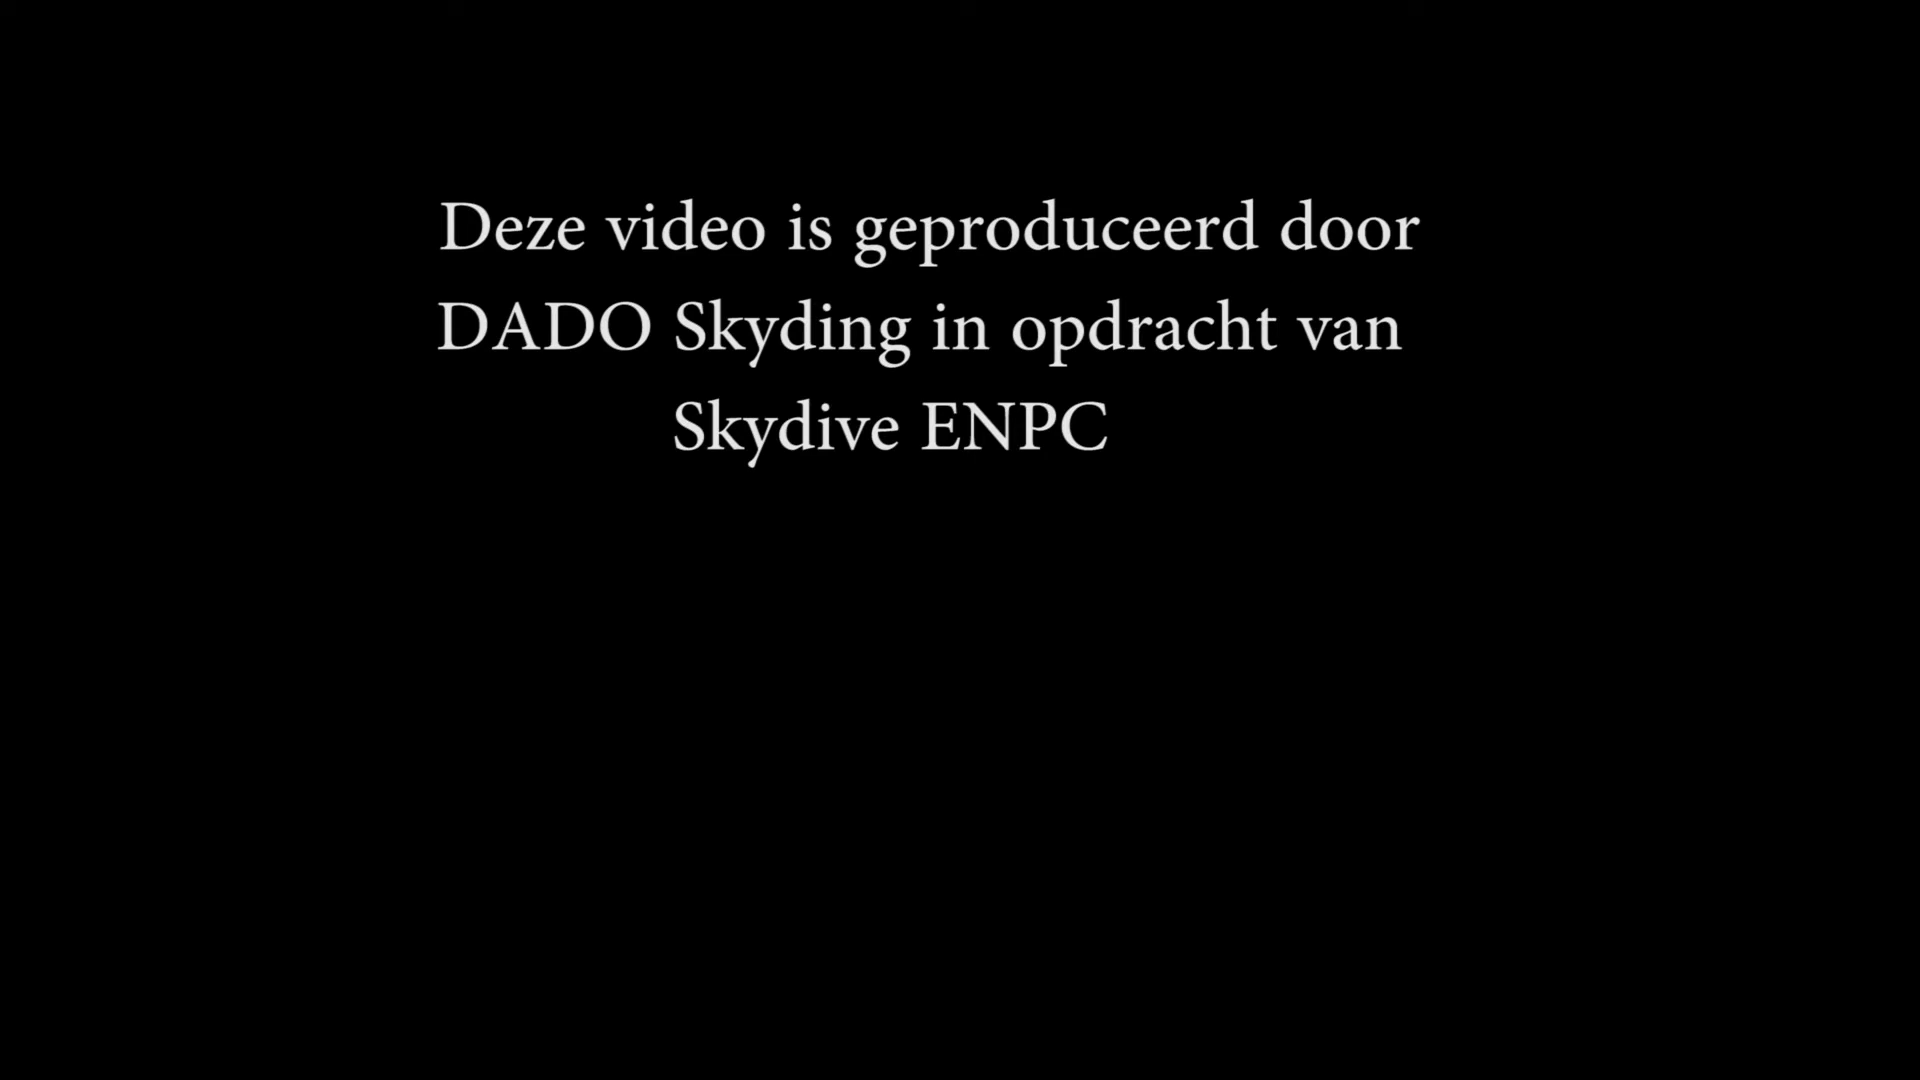 Deze video is geproduceerd door
DADO Skyding in opdracht van
Skydive ENPC